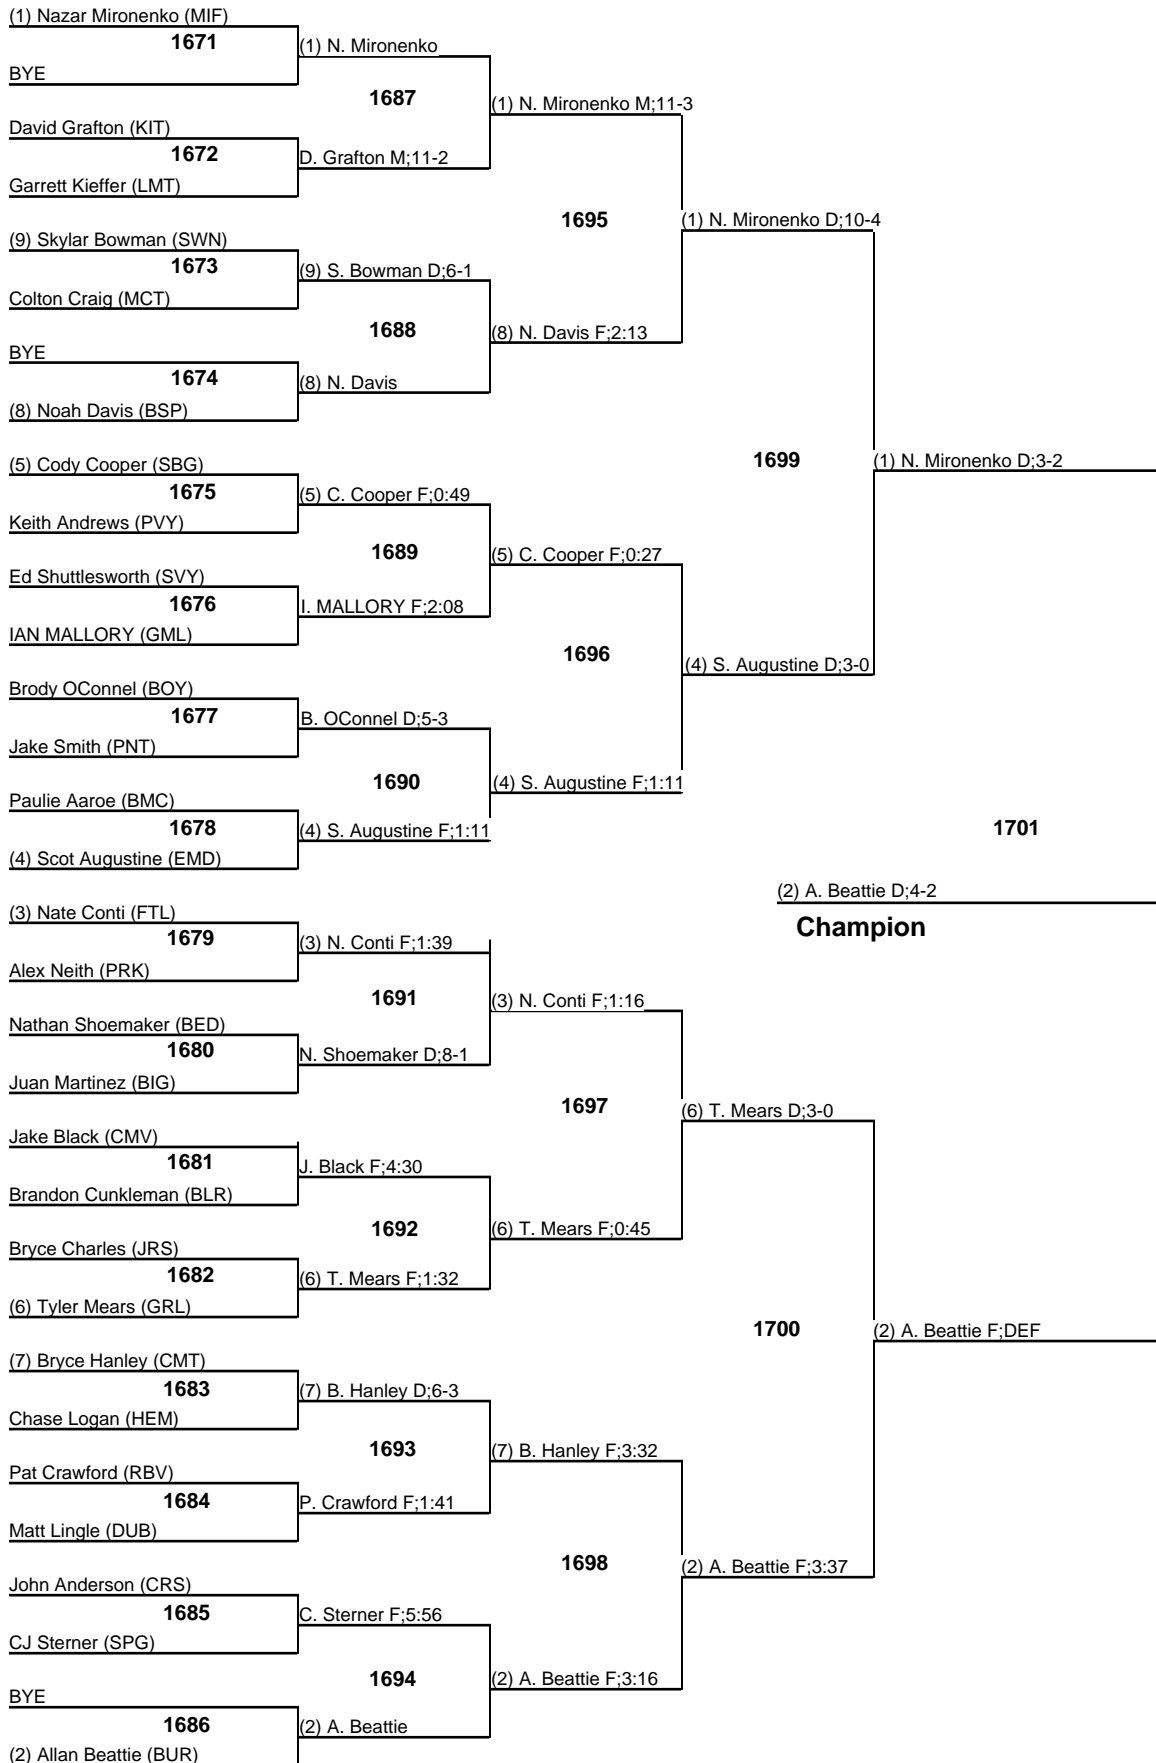 (1) Nazar Mironenko (MIF)
1671
(1) N. Mironenko
BYE
1687
(1) N. Mironenko M;11-3
David Grafton (KIT)
1672
D. Grafton M;11-2
Garrett Kieffer (LMT)
1695
(1) N. Mironenko D;10-4
(9) Skylar Bowman (SWN)
1673
(9) S. Bowman D;6-1
Colton Craig (MCT)
1688
(8) N. Davis F;2:13
BYE
1674
(8) N. Davis
(8) Noah Davis (BSP)
1699
(1) N. Mironenko D;3-2
(5) Cody Cooper (SBG)
1675
(5) C. Cooper F;0:49
Keith Andrews (PVY)
1689
(5) C. Cooper F;0:27
Ed Shuttlesworth (SVY)
1676
I. MALLORY F;2:08
IAN MALLORY (GML)
1696
(4) S. Augustine D;3-0
Brody OConnel (BOY)
1677
B. OConnel D;5-3
Jake Smith (PNT)
1690
(4) S. Augustine F;1:11
Paulie Aaroe (BMC)
1678
(4) S. Augustine F;1:11
(4) Scot Augustine (EMD)
1701
(2) A. Beattie D;4-2
Champion
(3) Nate Conti (FTL)
1679
(3) N. Conti F;1:39
Alex Neith (PRK)
1691
(3) N. Conti F;1:16
Nathan Shoemaker (BED)
1680
N. Shoemaker D;8-1
Juan Martinez (BIG)
1697
(6) T. Mears D;3-0
Jake Black (CMV)
1681
J. Black F;4:30
Brandon Cunkleman (BLR)
1692
(6) T. Mears F;0:45
Bryce Charles (JRS)
1682
(6) T. Mears F;1:32
(6) Tyler Mears (GRL)
1700
(2) A. Beattie F;DEF
(7) Bryce Hanley (CMT)
1683
(7) B. Hanley D;6-3
Chase Logan (HEM)
1693
(7) B. Hanley F;3:32
Pat Crawford (RBV)
1684
P. Crawford F;1:41
Matt Lingle (DUB)
1698
(2) A. Beattie F;3:37
John Anderson (CRS)
1685
C. Sterner F;5:56
CJ Sterner (SPG)
1694
(2) A. Beattie F;3:16
BYE
1686
(2) A. Beattie
(2) Allan Beattie (BUR)